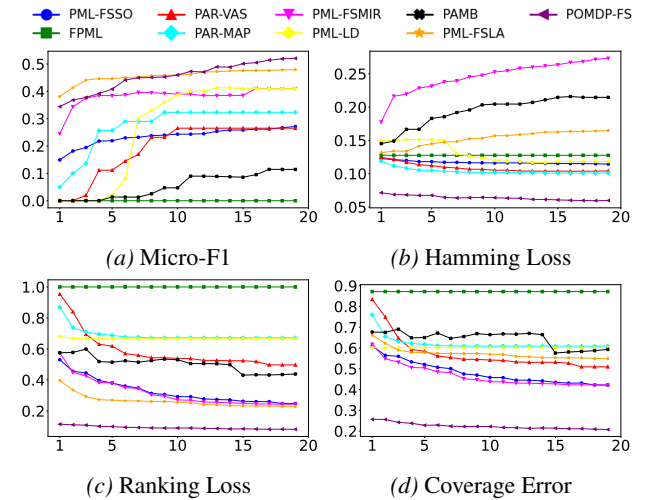 PML-FSSO PAR-VAS PML-FSMIR PAMB POMDP-FS
FPML PAR-MAP PML-LD PML-FSLA
0.5
0.4
0.3
0.2
0.1
0.0
1 5 10 15 20
(a) Micro-F1
0.25
0.20
0.15
0.10
0.05
1 5 10 15 20
(b) Hamming Loss
1.0
0.8
0.6
0.4
0.2
1 5 10 15 20
(c) Ranking Loss
0.9
0.8
0.7
0.6
0.5
0.4
0.3
0.2
1 5 10 15 20
(d) Coverage Error